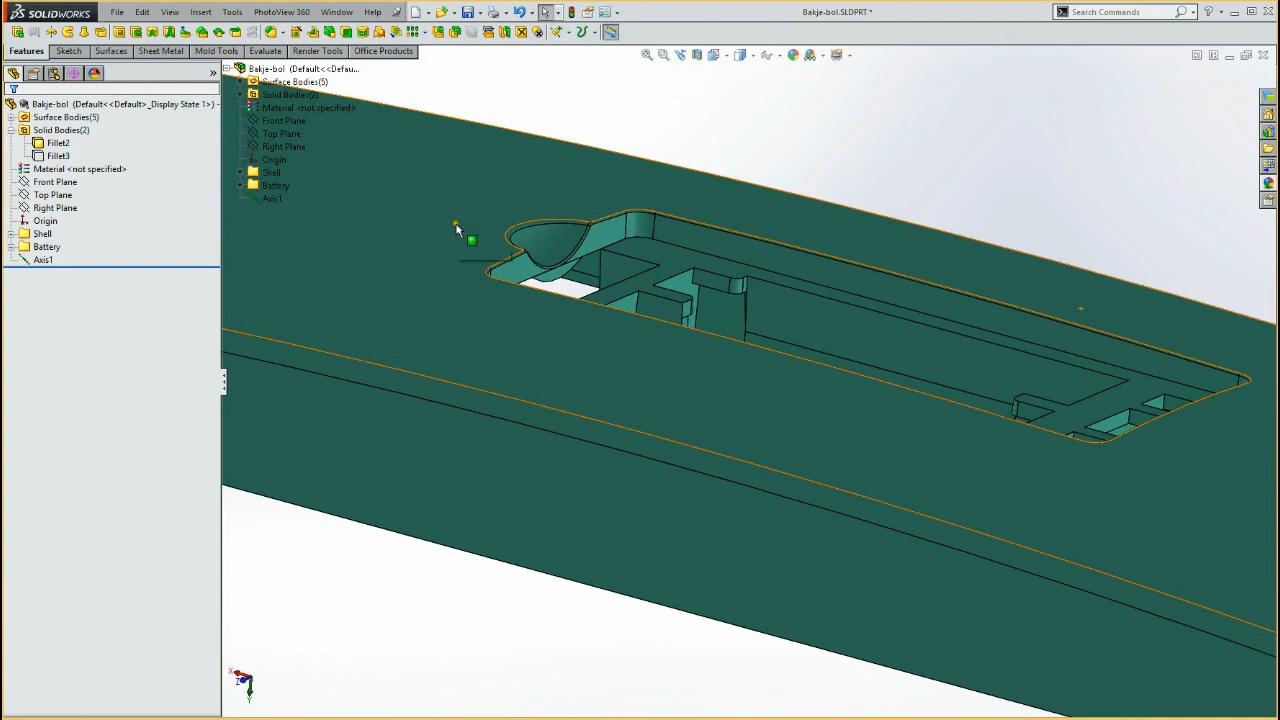 SOLIDWORKS File Edit View Insert Tools PhotoView 360 Window Help Bakje-bol.SLDPRT * Search Commands
Features Sketch Surfaces Sheet Metal Mold Tools Evaluate Render Tools Office Products
Bakje-bol (Default<<Default>_Display State 1>)
Surface Bodies(5)
Solid Bodies(2)
Fillet2
Fillet3
Material <not specified>
Front Plane
Top Plane
Right Plane
Origin
Shell
Battery
Axis1
Bakje-bol (Default<<Defau...
Surface Bodies(5)
Solid Bodies(2)
Material <not specified>
Front Plane
Top Plane
Right Plane
Origin
Shell
Battery
Axis1
X
Z
Y